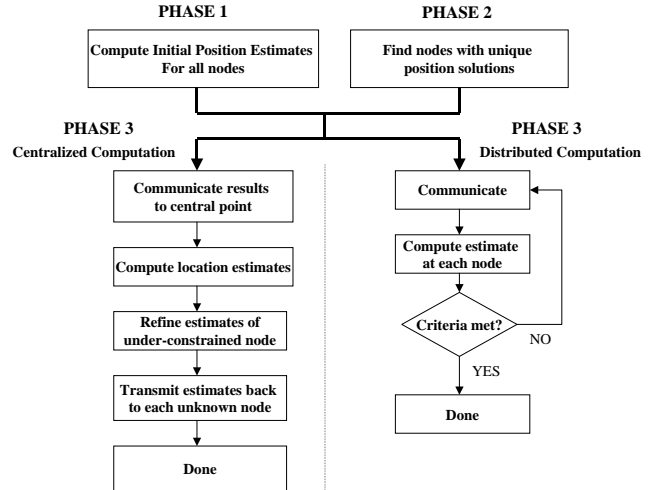 PHASE 1
PHASE 2
Compute Initial Position Estimates
For all nodes
Find nodes with unique
position solutions
PHASE 3
Centralized Computation
PHASE 3
Distributed Computation
Communicate results
to central point
Compute location estimates
Refine estimates of
under-constrained node
Transmit estimates back
to each unknown node
Done
Communicate
Compute estimate
at each node
Criteria met?
NO
YES
Done